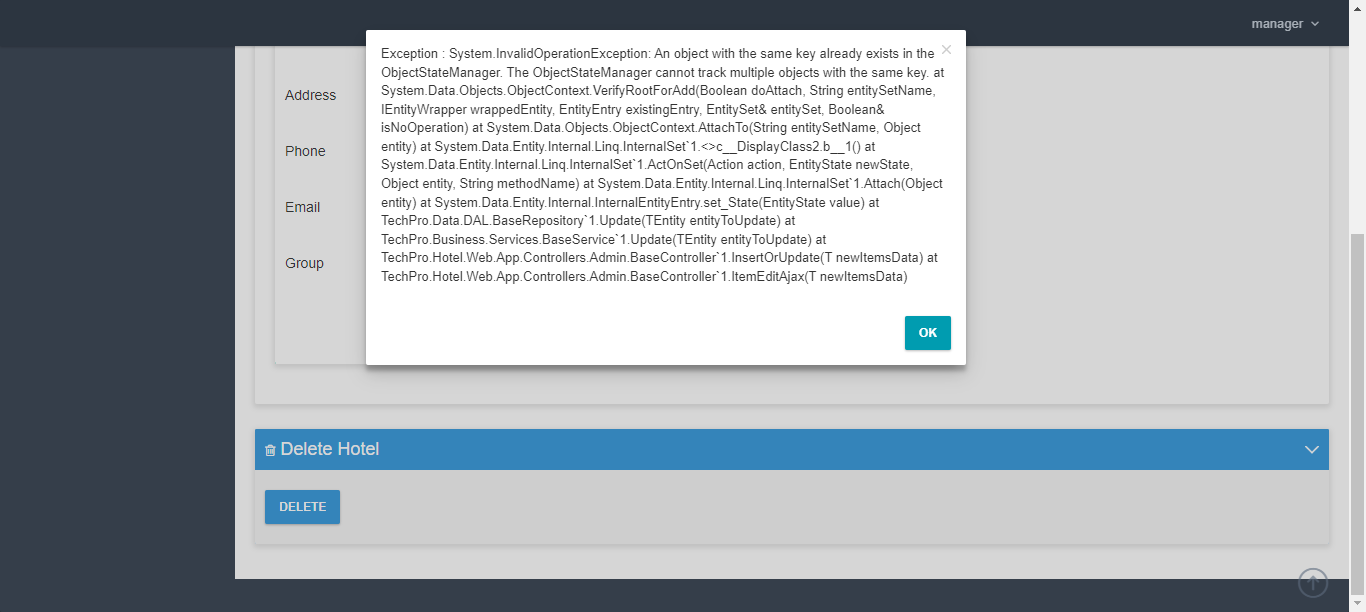 manager
Exception : System.InvalidOperationException: An object with the same key already exists in the
ObjectStateManager. The ObjectStateManager cannot track multiple objects with the same key. at
System.Data.Objects.ObjectContext.VerifyRootForAdd(Boolean doAttach, String entitySetName,
IEntityWrapper wrappedEntity, EntityEntry existingEntry, EntitySet& entitySet, Boolean&
isNoOperation) at System.Data.Objects.ObjectContext.AttachTo(String entitySetName, Object
entity) at System.Data.Entity.Internal.Linq.InternalSet`1.<>c__DisplayClass2.b__1() at
System.Data.Entity.Internal.Linq.InternalSet`1.ActOnSet(Action action, EntityState newState,
Object entity, String methodName) at System.Data.Entity.Internal.Linq.InternalSet`1.Attach(Object
entity) at System.Data.Entity.Internal.InternalEntityEntry.set_State(EntityState value) at
TechPro.Data.DAL.BaseRepository`1.Update(TEntity entityToUpdate) at
TechPro.Business.Services.BaseService`1.Update(TEntity entityToUpdate) at
TechPro.Hotel.Web.App.Controllers.Admin.BaseController`1.InsertOrUpdate(T newItemsData) at
TechPro.Hotel.Web.App.Controllers.Admin.BaseController`1.ItemEditAjax(T newItemsData)
OK
Address
Phone
Email
Group
Delete Hotel
DELETE